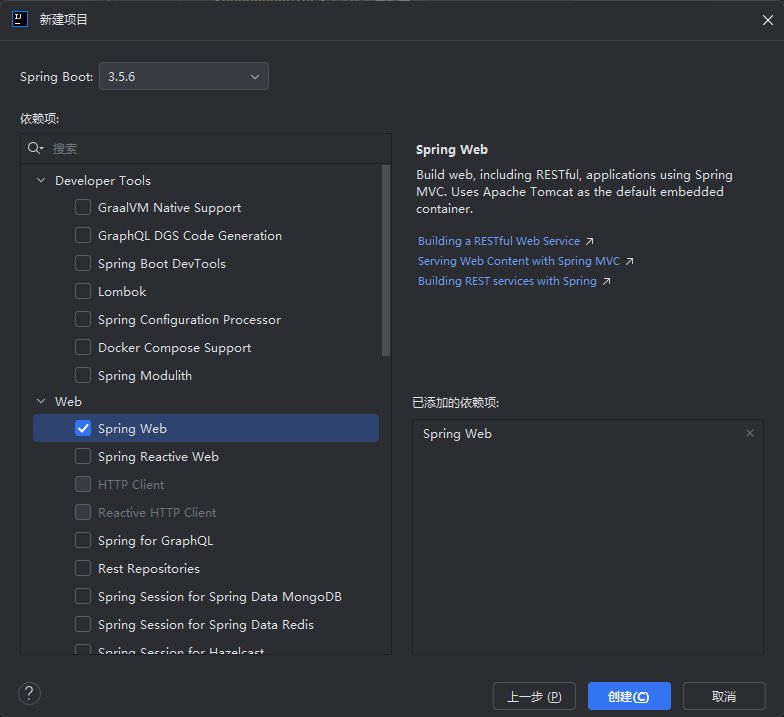 新建项目
Spring Boot:
3.5.6
依赖项:
搜索
Developer Tools
GraalVM Native Support
GraphQL DGS Code Generation
Spring Boot DevTools
Lombok
Spring Configuration Processor
Docker Compose Support
Spring Modulith
Web
Spring Web
Spring Reactive Web
HTTP Client
Reactive HTTP Client
Spring for GraphQL
Rest Repositories
Spring Session for Spring Data MongoDB
Spring Session for Spring Data Redis
Spring Session for Hazelcast
Spring Web
Build web, including RESTful, applications using Spring
MVC. Uses Apache Tomcat as the default embedded
container.
Building a RESTful Web Service
Serving Web Content with Spring MVC
Building REST services with Spring
已添加的依赖项:
Spring Web
?
上一步 (P)
创建(C)
取消